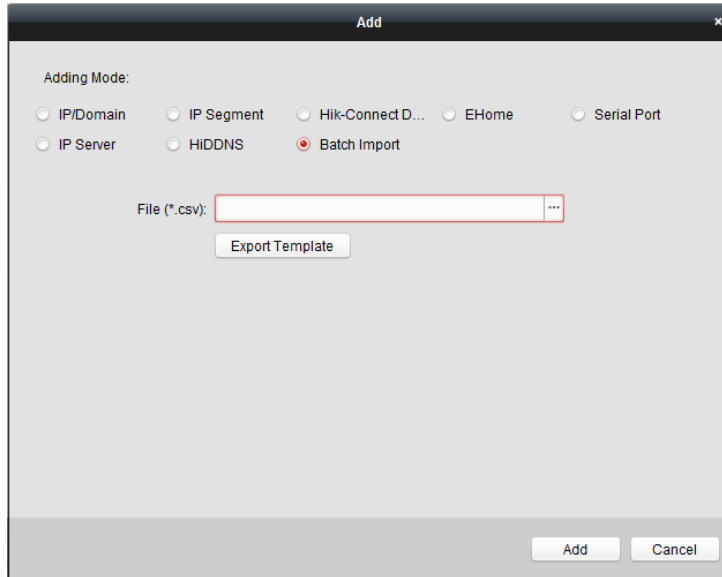 Add
Adding Mode:
IP/Domain IP Segment Hik-Connect D... EHome Serial Port
IP Server HiDDNS Batch Import
File (*.csv): ...
Export Template
Add Cancel